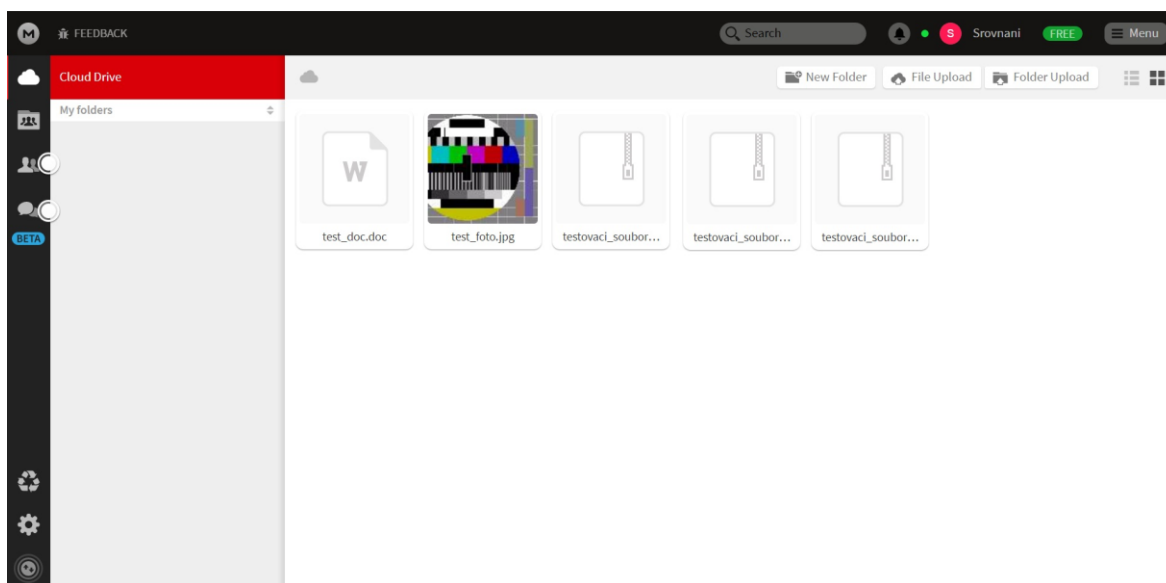 M FEEDBACK Search S Srovnani FREE Menu
Cloud Drive New Folder File Upload Folder Upload
My folders
BETA
W
test_doc.doc test_foto.jpg testovaci_soubor... testovaci_soubor... testovaci_soubor...